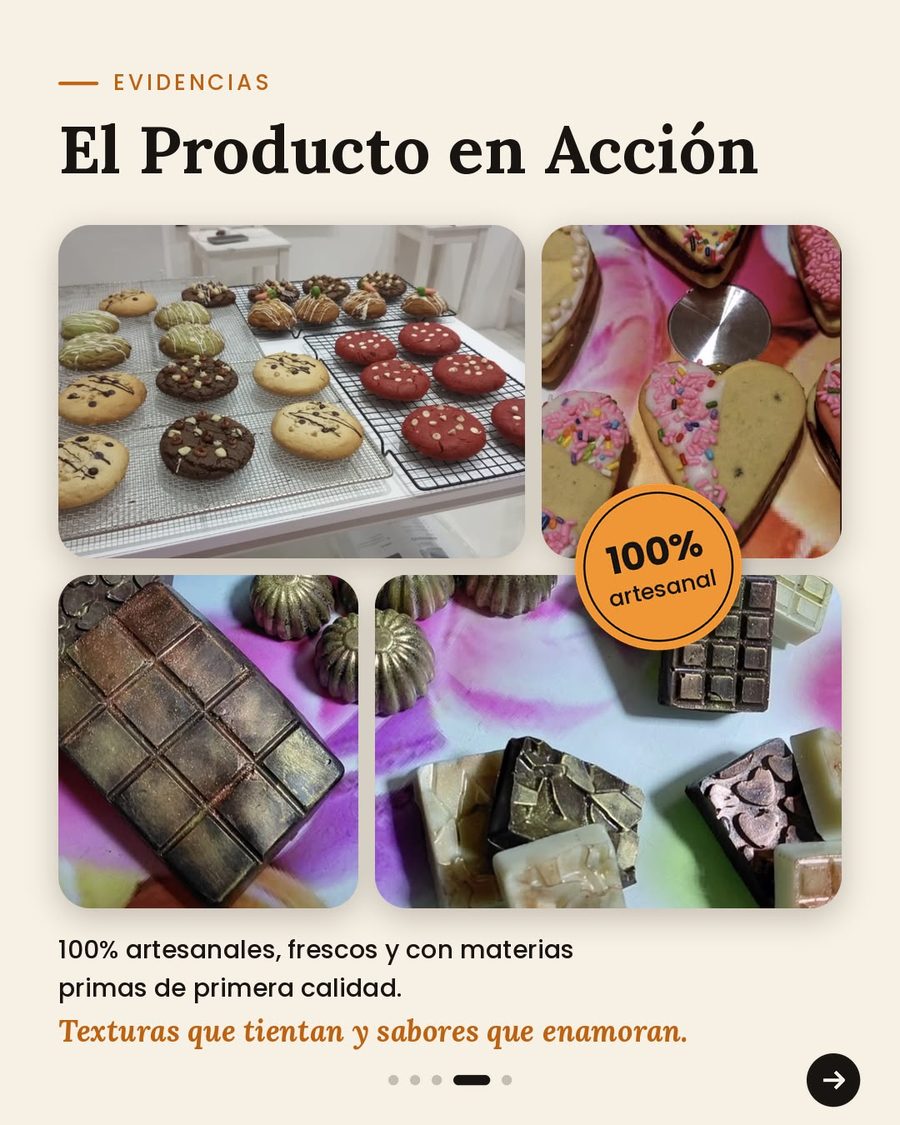 EVIDENCIAS
El Producto en Acción
100%
artesanal
100% artesanales, frescos y con materias
primas de primera calidad.
Texturas que tientan y sabores que enamoran.